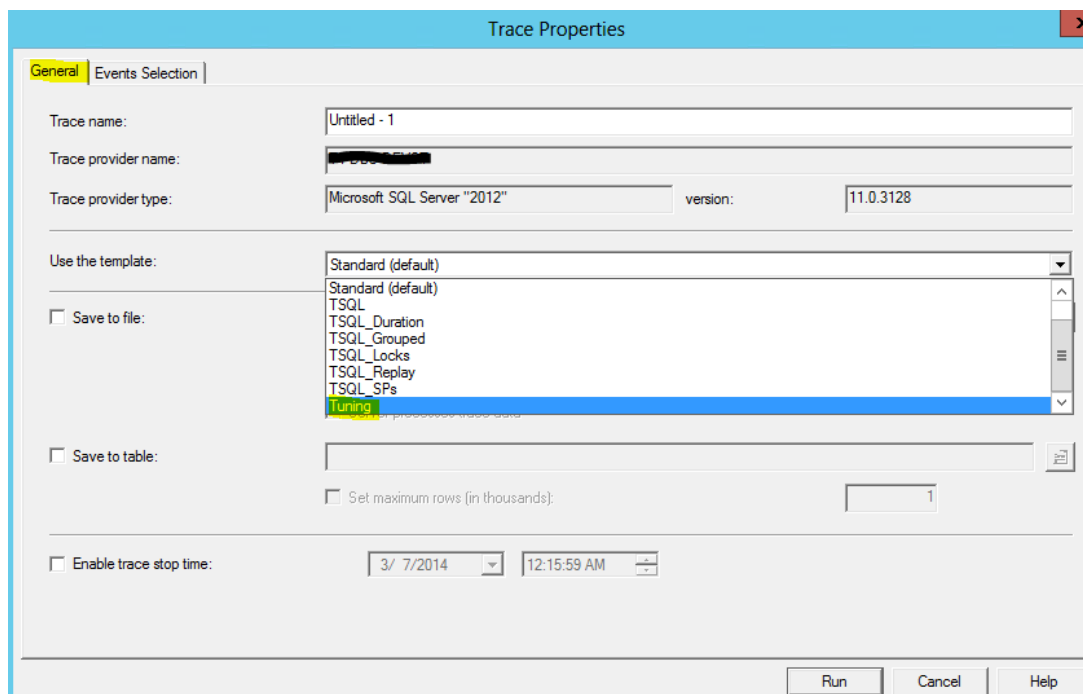 Trace Properties
General
Events Selection
Trace name:
Untitled - 1
Trace provider name:
Trace provider type:
Microsoft SQL Server "2012"
version:
11.0.3128
Use the template:
Standard (default)
Standard (default)
TSQL
TSQL_Duration
TSQL_Grouped
TSQL_Locks
TSQL_Replay
TSQL_SPs
Tuning
Save to file:
Save to table:
Set maximum rows (in thousands):
1
Enable trace stop time:
3/ 7/2014
12:15:59 AM
Run
Cancel
Help